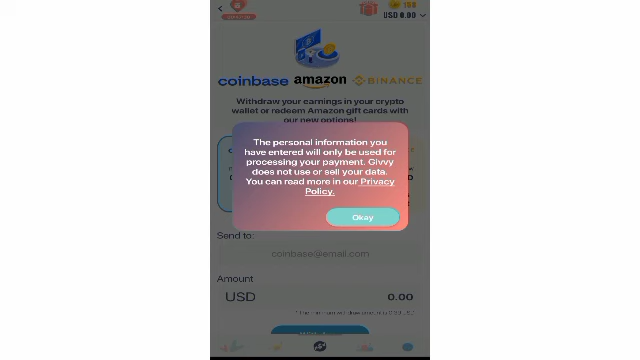 USD 0.00
coinbase amazon BINANCE
Withdraw your earnings in your crypto
wallet or redeem Amazon gift cards with
our new options!
The personal information you
have entered will only be used for
processing your payment. Givvy
does not use or sell your data.
You can read more in our Privacy
Policy.
Okay
Send to:
coinbase@email.com
Amount
USD 0.00